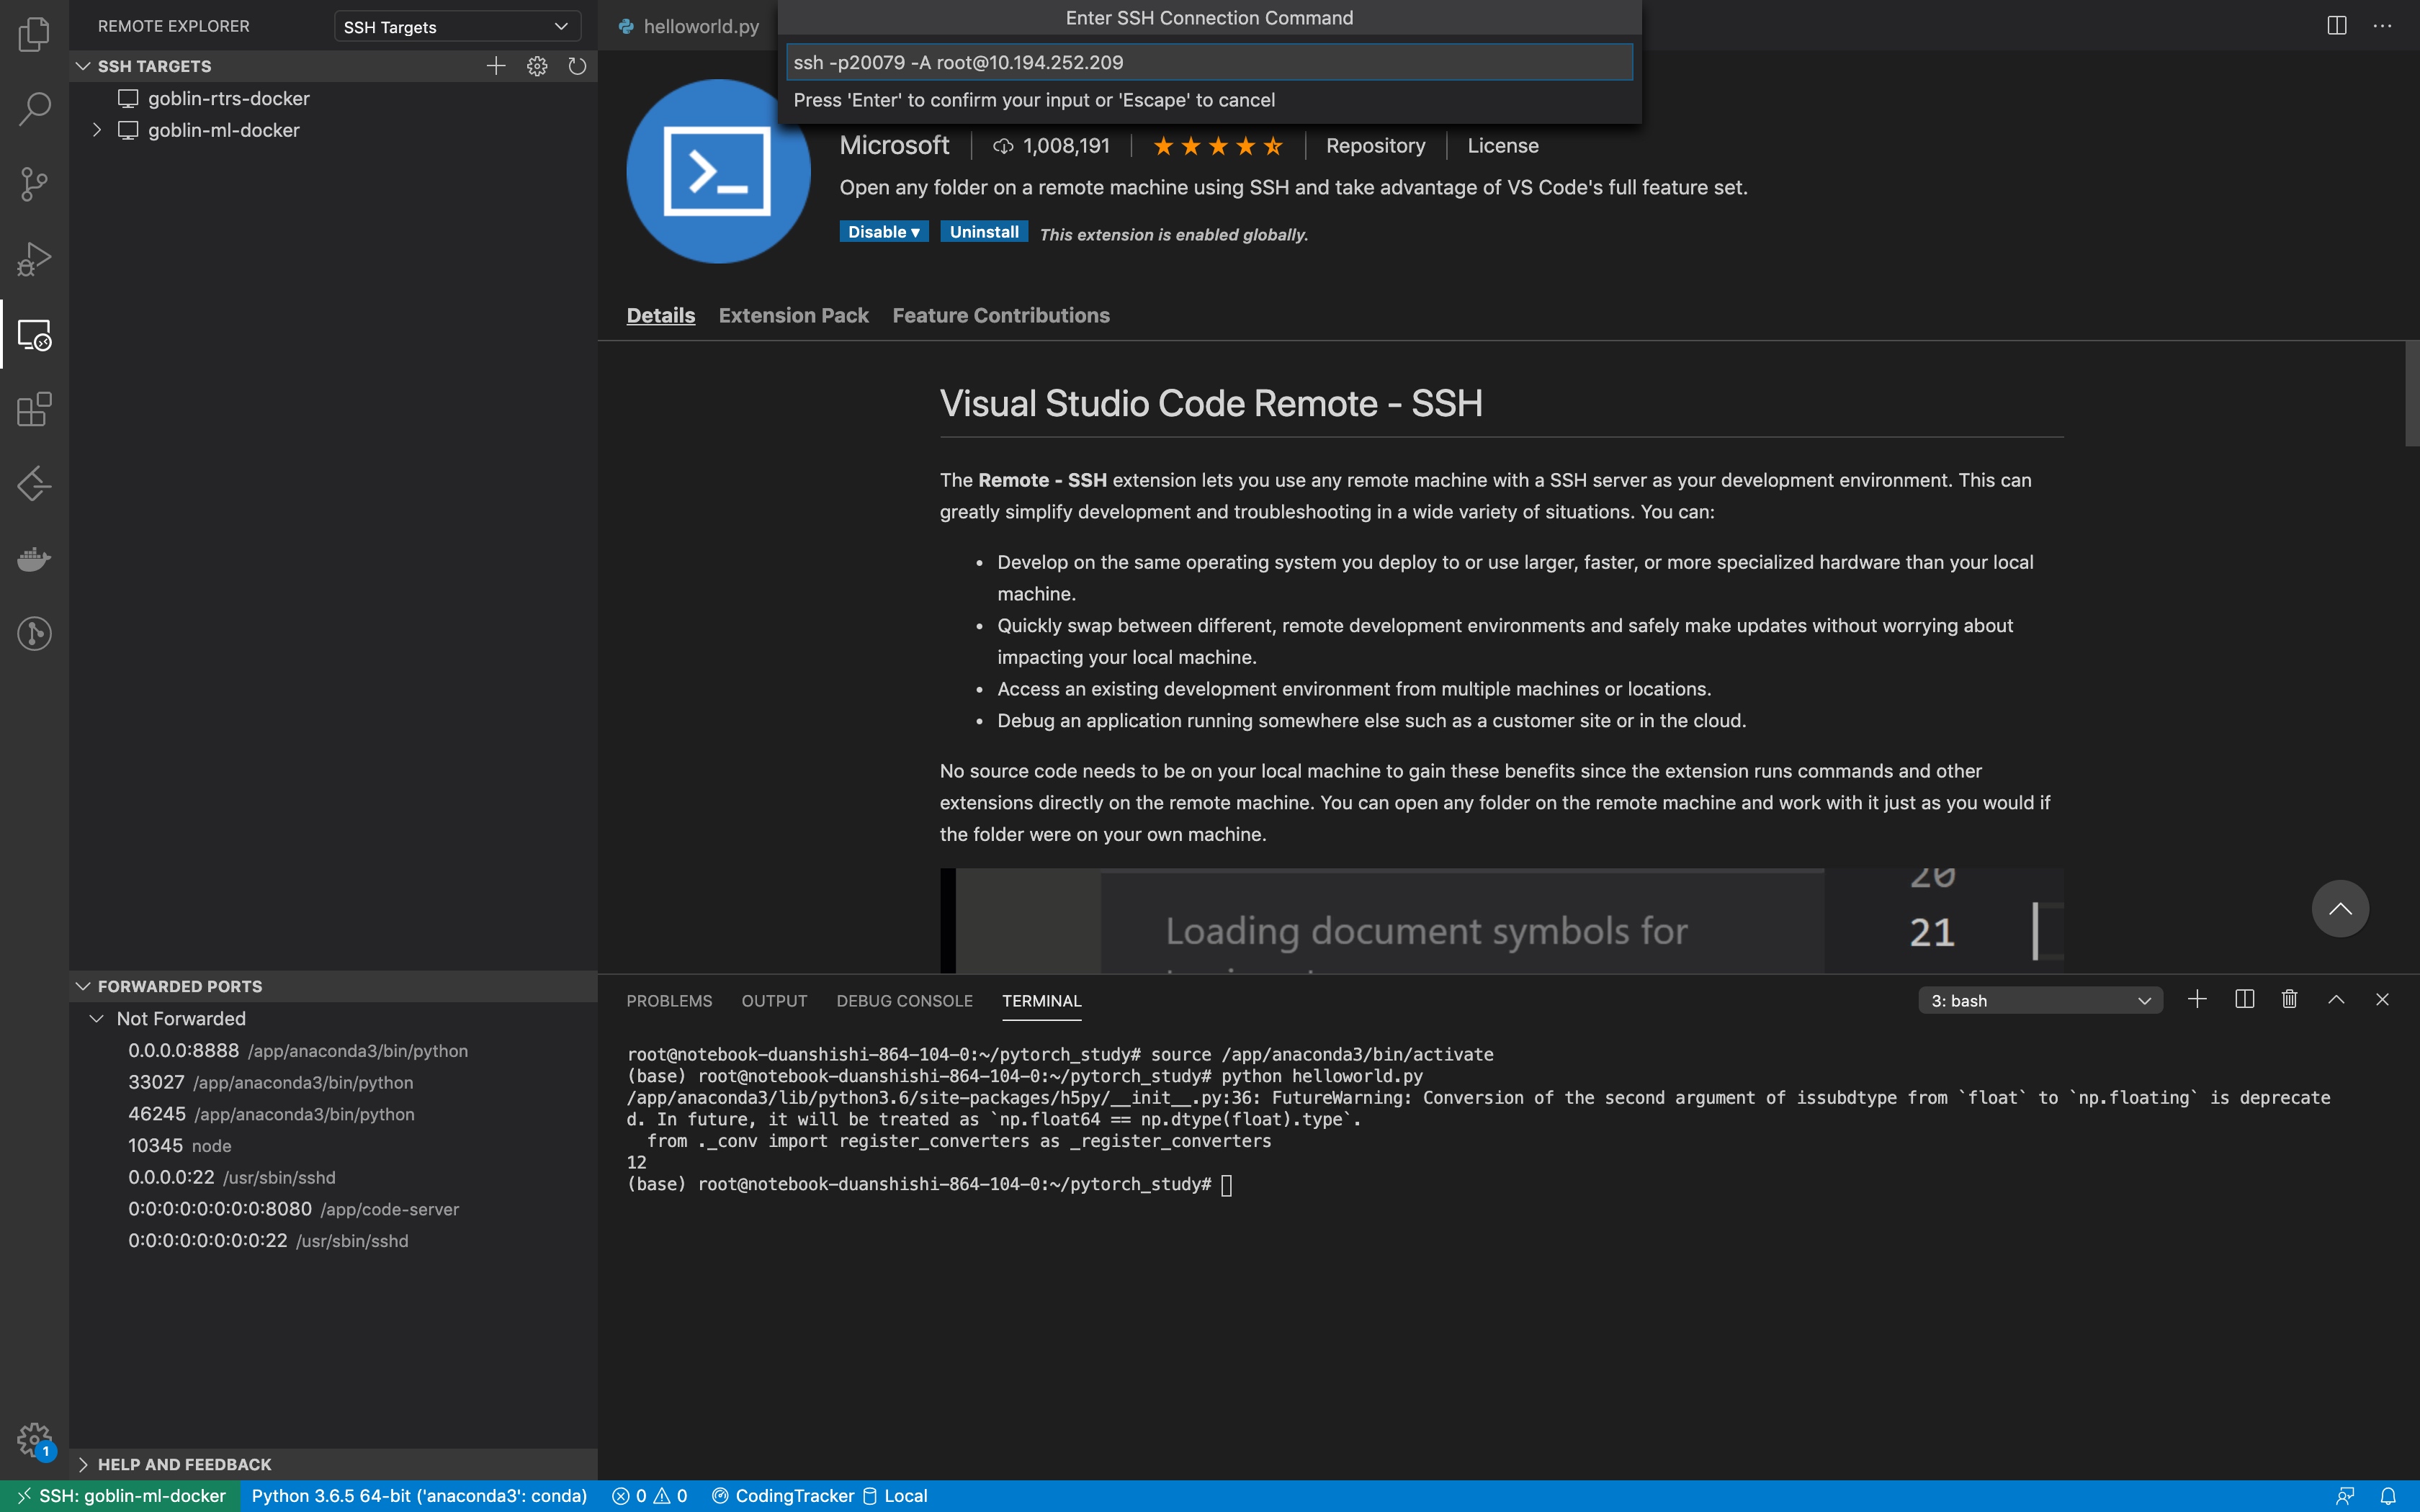 REMOTE EXPLORER
SSH Targets
SSH TARGETS
goblin-rtrs-docker
goblin-ml-docker
FORWARDED PORTS
Not Forwarded
0.0.0.0:8888 /app/anaconda3/bin/python
33027 /app/anaconda3/bin/python
46245 /app/anaconda3/bin/python
10345 node
0.0.0.0:22 /usr/sbin/sshd
0:0:0:0:0:0:0:0:8080 /app/code-server
0:0:0:0:0:0:0:0:22 /usr/sbin/sshd
HELP AND FEEDBACK
helloworld.py
Enter SSH Connection Command
ssh -p20079 -A root@10.194.252.209
Press 'Enter' to confirm your input or 'Escape' to cancel
Microsoft 1,008,191 Repository License
Open any folder on a remote machine using SSH and take advantage of VS Code's full feature set.
Disable ▾ Uninstall This extension is enabled globally.
Details Extension Pack Feature Contributions
Visual Studio Code Remote - SSH
The Remote - SSH extension lets you use any remote machine with a SSH server as your development environment. This can
greatly simplify development and troubleshooting in a wide variety of situations. You can:
• Develop on the same operating system you deploy to or use larger, faster, or more specialized hardware than your local
machine.
• Quickly swap between different, remote development environments and safely make updates without worrying about
impacting your local machine.
• Access an existing development environment from multiple machines or locations.
• Debug an application running somewhere else such as a customer site or in the cloud.
No source code needs to be on your local machine to gain these benefits since the extension runs commands and other
extensions directly on the remote machine. You can open any folder on the remote machine and work with it just as you would if
the folder were on your own machine.
20
Loading document symbols for 21
PROBLEMS OUTPUT DEBUG CONSOLE TERMINAL 3: bash
root@notebook-duanshishi-864-104-0:~/pytorch_study# source /app/anaconda3/bin/activate
(base) root@notebook-duanshishi-864-104-0:~/pytorch_study# python helloworld.py
/app/anaconda3/lib/python3.6/site-packages/h5py/__init__.py:36: FutureWarning: Conversion of the second argument of issubdtype from `float` to `np.floating` is deprecate
d. In future, it will be treated as `np.float64 == np.dtype(float).type`.
from ._conv import register_converters as _register_converters
12
(base) root@notebook-duanshishi-864-104-0:~/pytorch_study#
1
SSH: goblin-ml-docker Python 3.6.5 64-bit ('anaconda3': conda) 0 0 CodingTracker Local